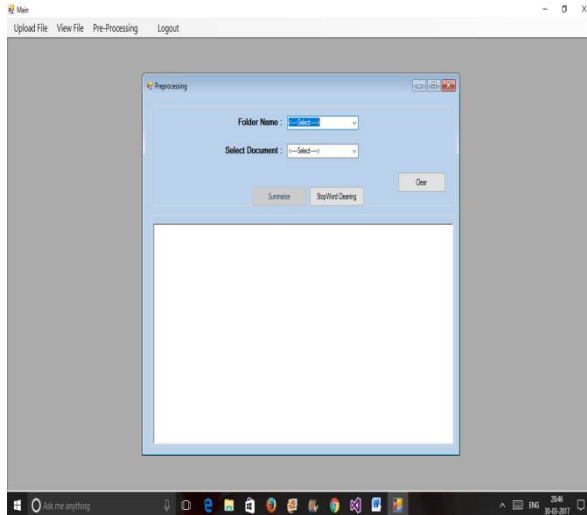 Main
Upload File View File Pre-Processing Logout
Preprocessing
Folder Name :
<---Select--->
Select Document :
<---Select--->
Clear
Summarize
StopWord Cleaning
Ask me anything
ENG
20:46
30-03-2017